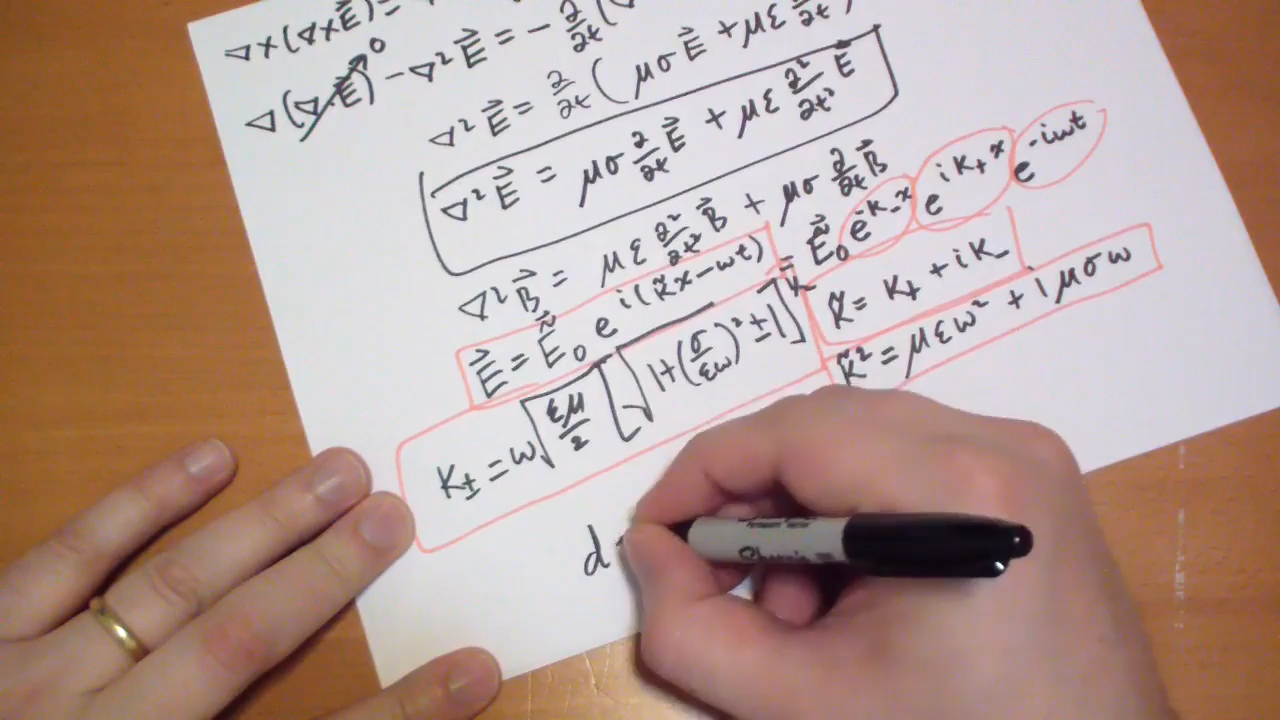 ∇×(∇×E⃗)=
∇(∇·E⃗)⁰ −∇²E⃗ = −∂/∂t(
∇²E⃗ = ∂/∂t(μσE⃗ + με ∂/∂t
∇²E⃗ = μσ ∂/∂t E⃗ + με ∂²/∂t² E⃗
∇²B⃗ = με ∂²/∂t² B⃗ + μσ ∂/∂t B⃗
E⃗ = Ẽ₀ e^{i(k̃x−ωt)} = Ẽ₀ e^{-k₋x} e^{ik₊x} e^{-iωt}
k̃ = k₊ + ik₋
k̃² = μεω² + iμσω
k± = ω√(εμ/2) [√(1+(σ/εω)²) ± 1]^½
d
Sharpie